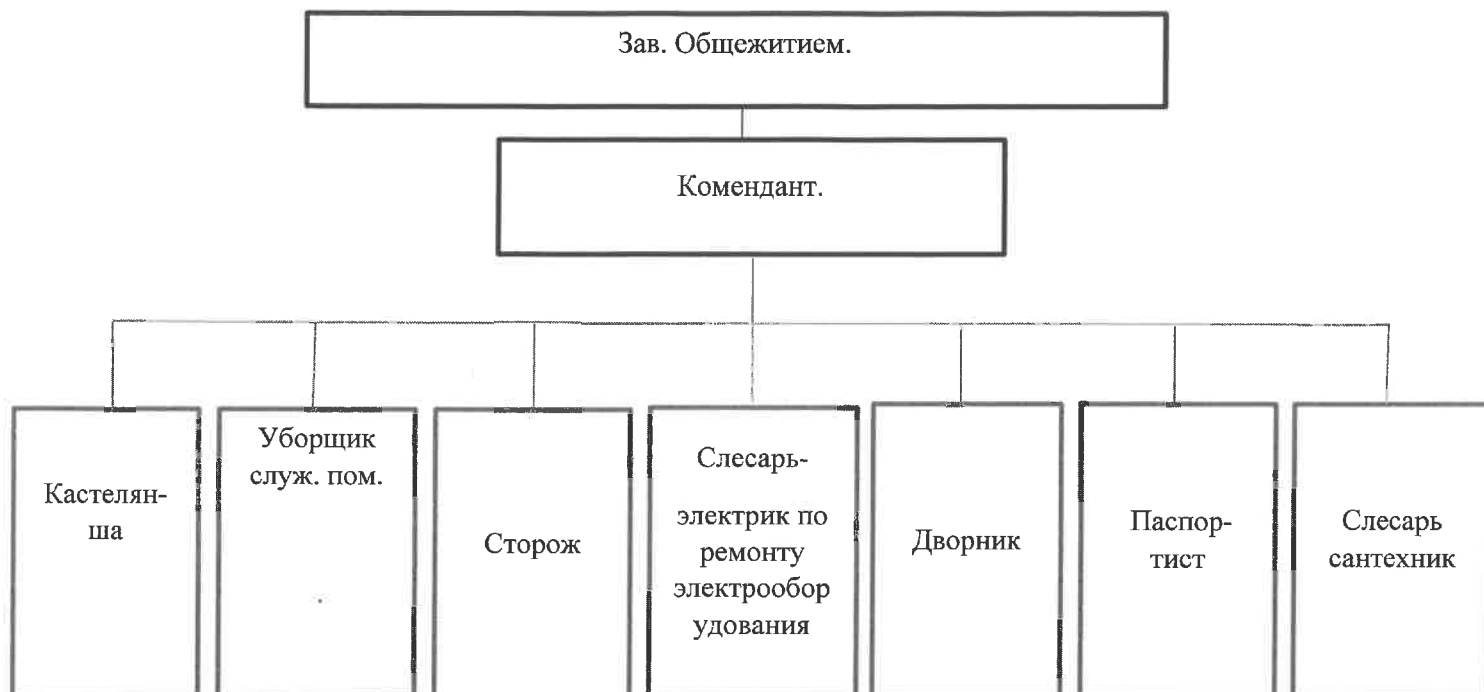 Зав. Общежитием.
Комендант.
Кастелян-
ша
Уборщик
служ. пом.
Сторож
Слесарь-
электрик по
ремонту
электрообор
удования
Дворник
Паспор-
тист
Слесарь
сантехник